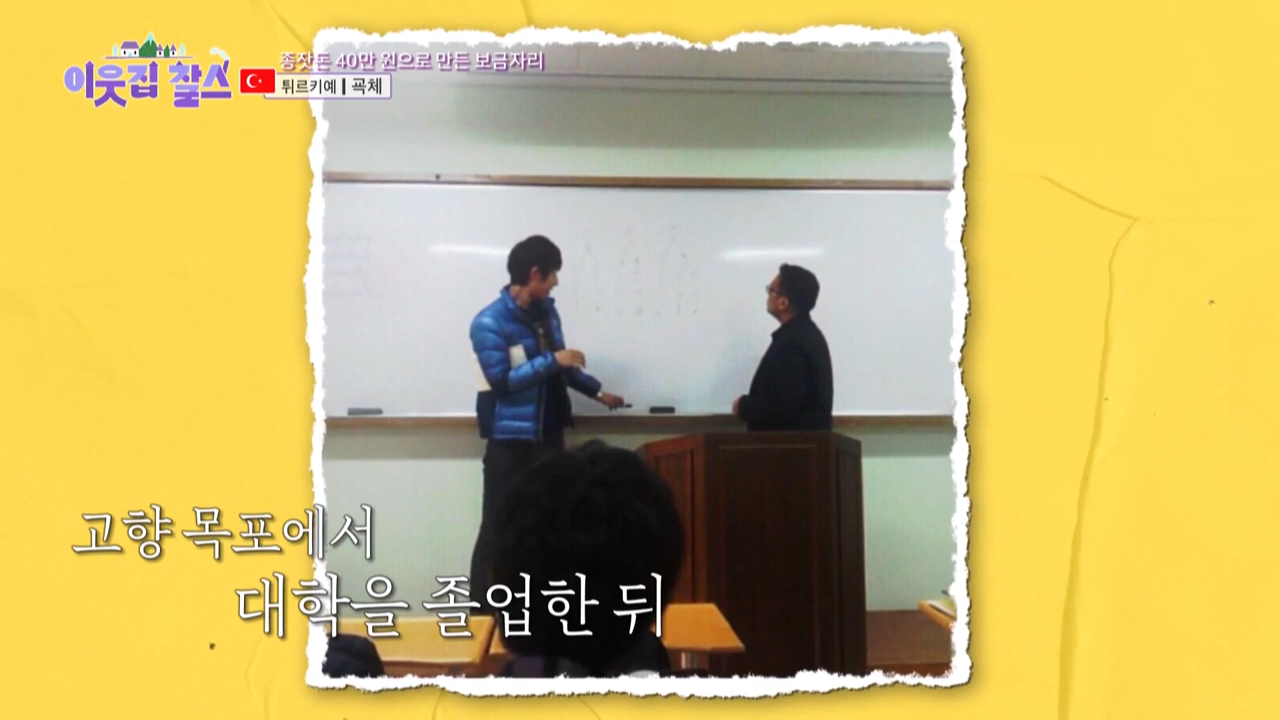 이웃집 찰스
종잣돈 40만 원으로 만든 보금자리
튀르키예 | 곡체
고향 목포에서
대학을 졸업한 뒤